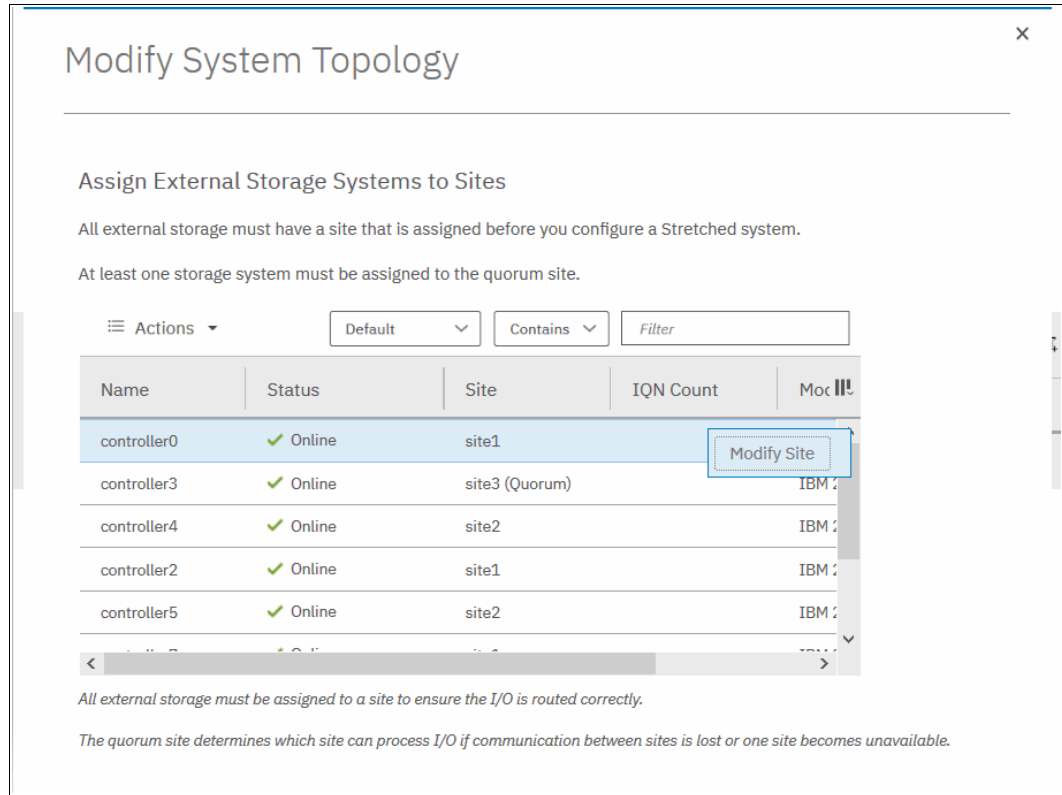 ×
Modify System Topology
Assign External Storage Systems to Sites
All external storage must have a site that is assigned before you configure a Stretched system.
At least one storage system must be assigned to the quorum site.
Actions Default Contains Filter
Name Status Site IQN Count
controller0 Online site1
Modify Site
controller3 Online site3 (Quorum) IBM
controller4 Online site2 IBM
controller2 Online site1 IBM
controller5 Online site2 IBM
All external storage must be assigned to a site to ensure the I/O is routed correctly.
The quorum site determines which site can process I/O if communication between sites is lost or one site becomes unavailable.